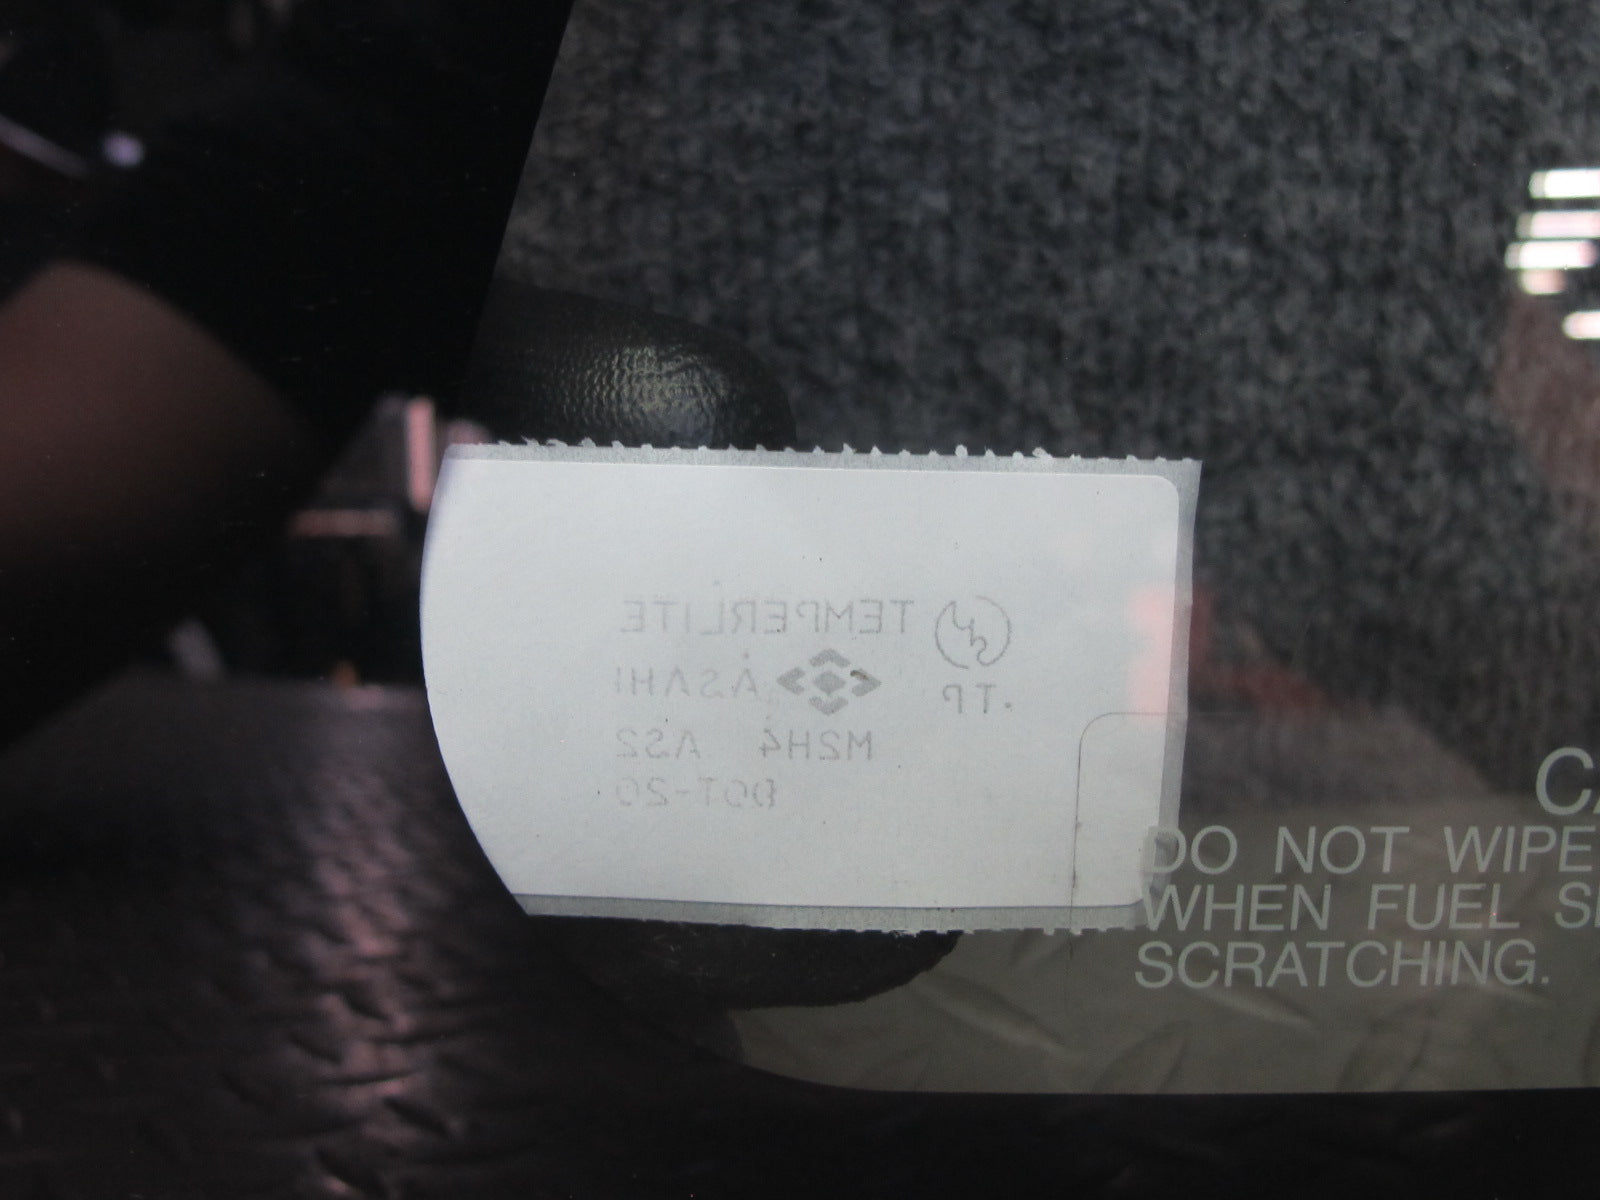 TEMPERLITE
ASAHI .TP
M2H4 AS2
DOT-20
DO NOT WIPE
WHEN FUEL
SCRATCHING.